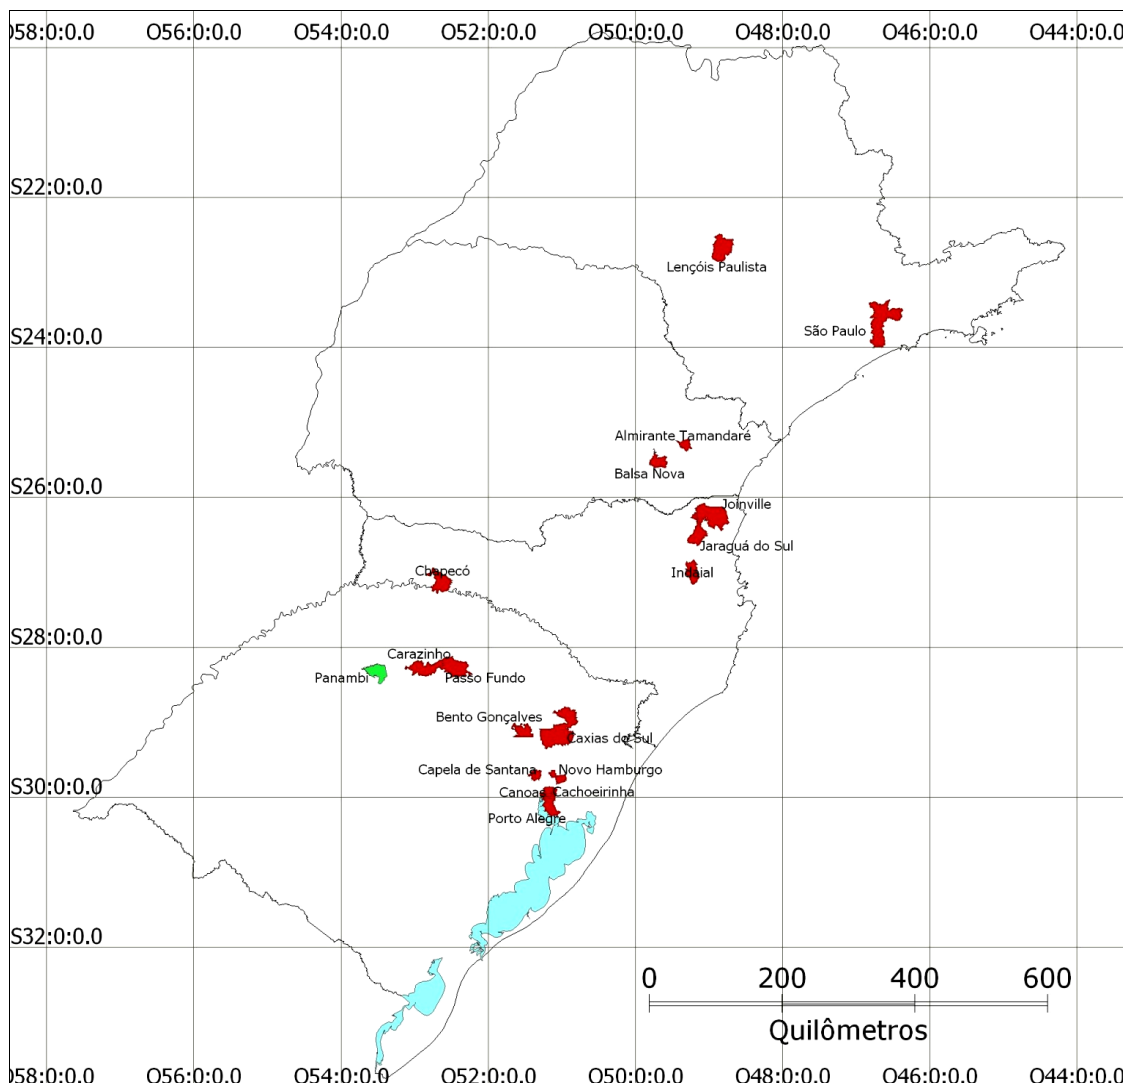 O58:0:0.0 O56:0:0.0 O54:0:0.0 O52:0:0.0 O50:0:0.0 O48:0:0.0 O46:0:0.0 O44:0:0.0
S22:0:0.0
Lençóis Paulista
São Paulo
S24:0:0.0
Almirante Tamandaré
Balsa Nova
S26:0:0.0
Joinville
Jaraguá do Sul
Chapecó
Indaial
S28:0:0.0
Carazinho
Panambi
Passo Fundo
Bento Gonçalves
Caxias do Sul
Capela de Santana
Novo Hamburgo
S30:0:0.0
Canoas
Cachoeirinha
Porto Alegre
S32:0:0.0
0 200 400 600
Quilômetros
O58:0:0.0 O56:0:0.0 O54:0:0.0 O52:0:0.0 O50:0:0.0 O48:0:0.0 O46:0:0.0 O44:0:0.0